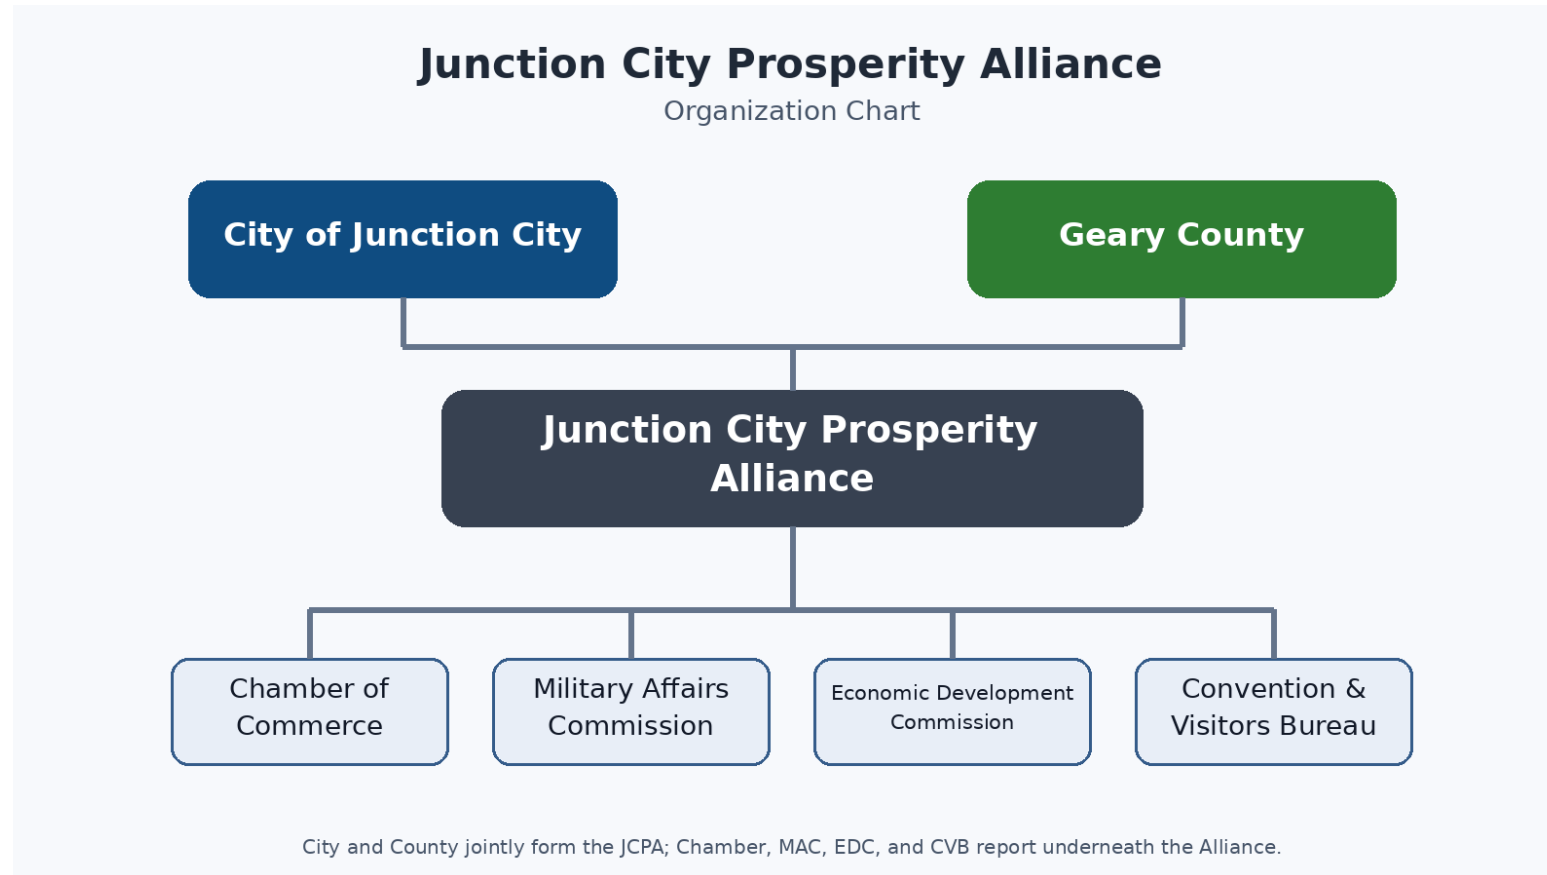 Junction City Prosperity Alliance
Organization Chart
City of Junction City
Geary County
Junction City Prosperity
Alliance
Chamber of
Commerce
Military Affairs
Commission
Economic Development
Commission
Convention &
Visitors Bureau
City and County jointly form the JCPA; Chamber, MAC, EDC, and CVB report underneath the Alliance.